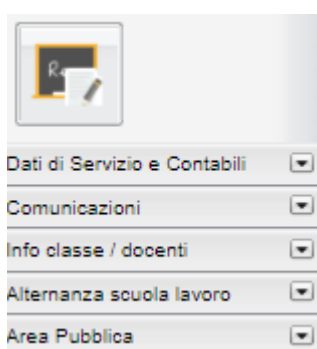 Dati di Servizio e Contabili
Comunicazioni
Info classe / docenti
Alternanza scuola lavoro
Area Pubblica